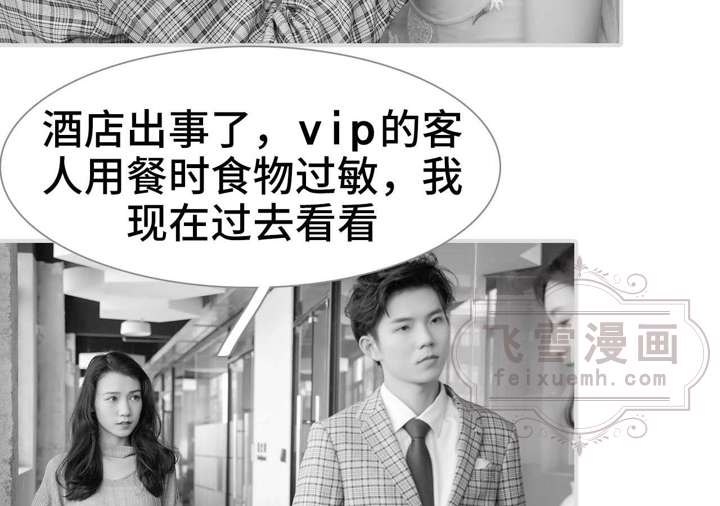 酒店出事了，vip的客
人用餐时食物过敏，我
现在过去看看
飞雪漫画
feixuemh.com